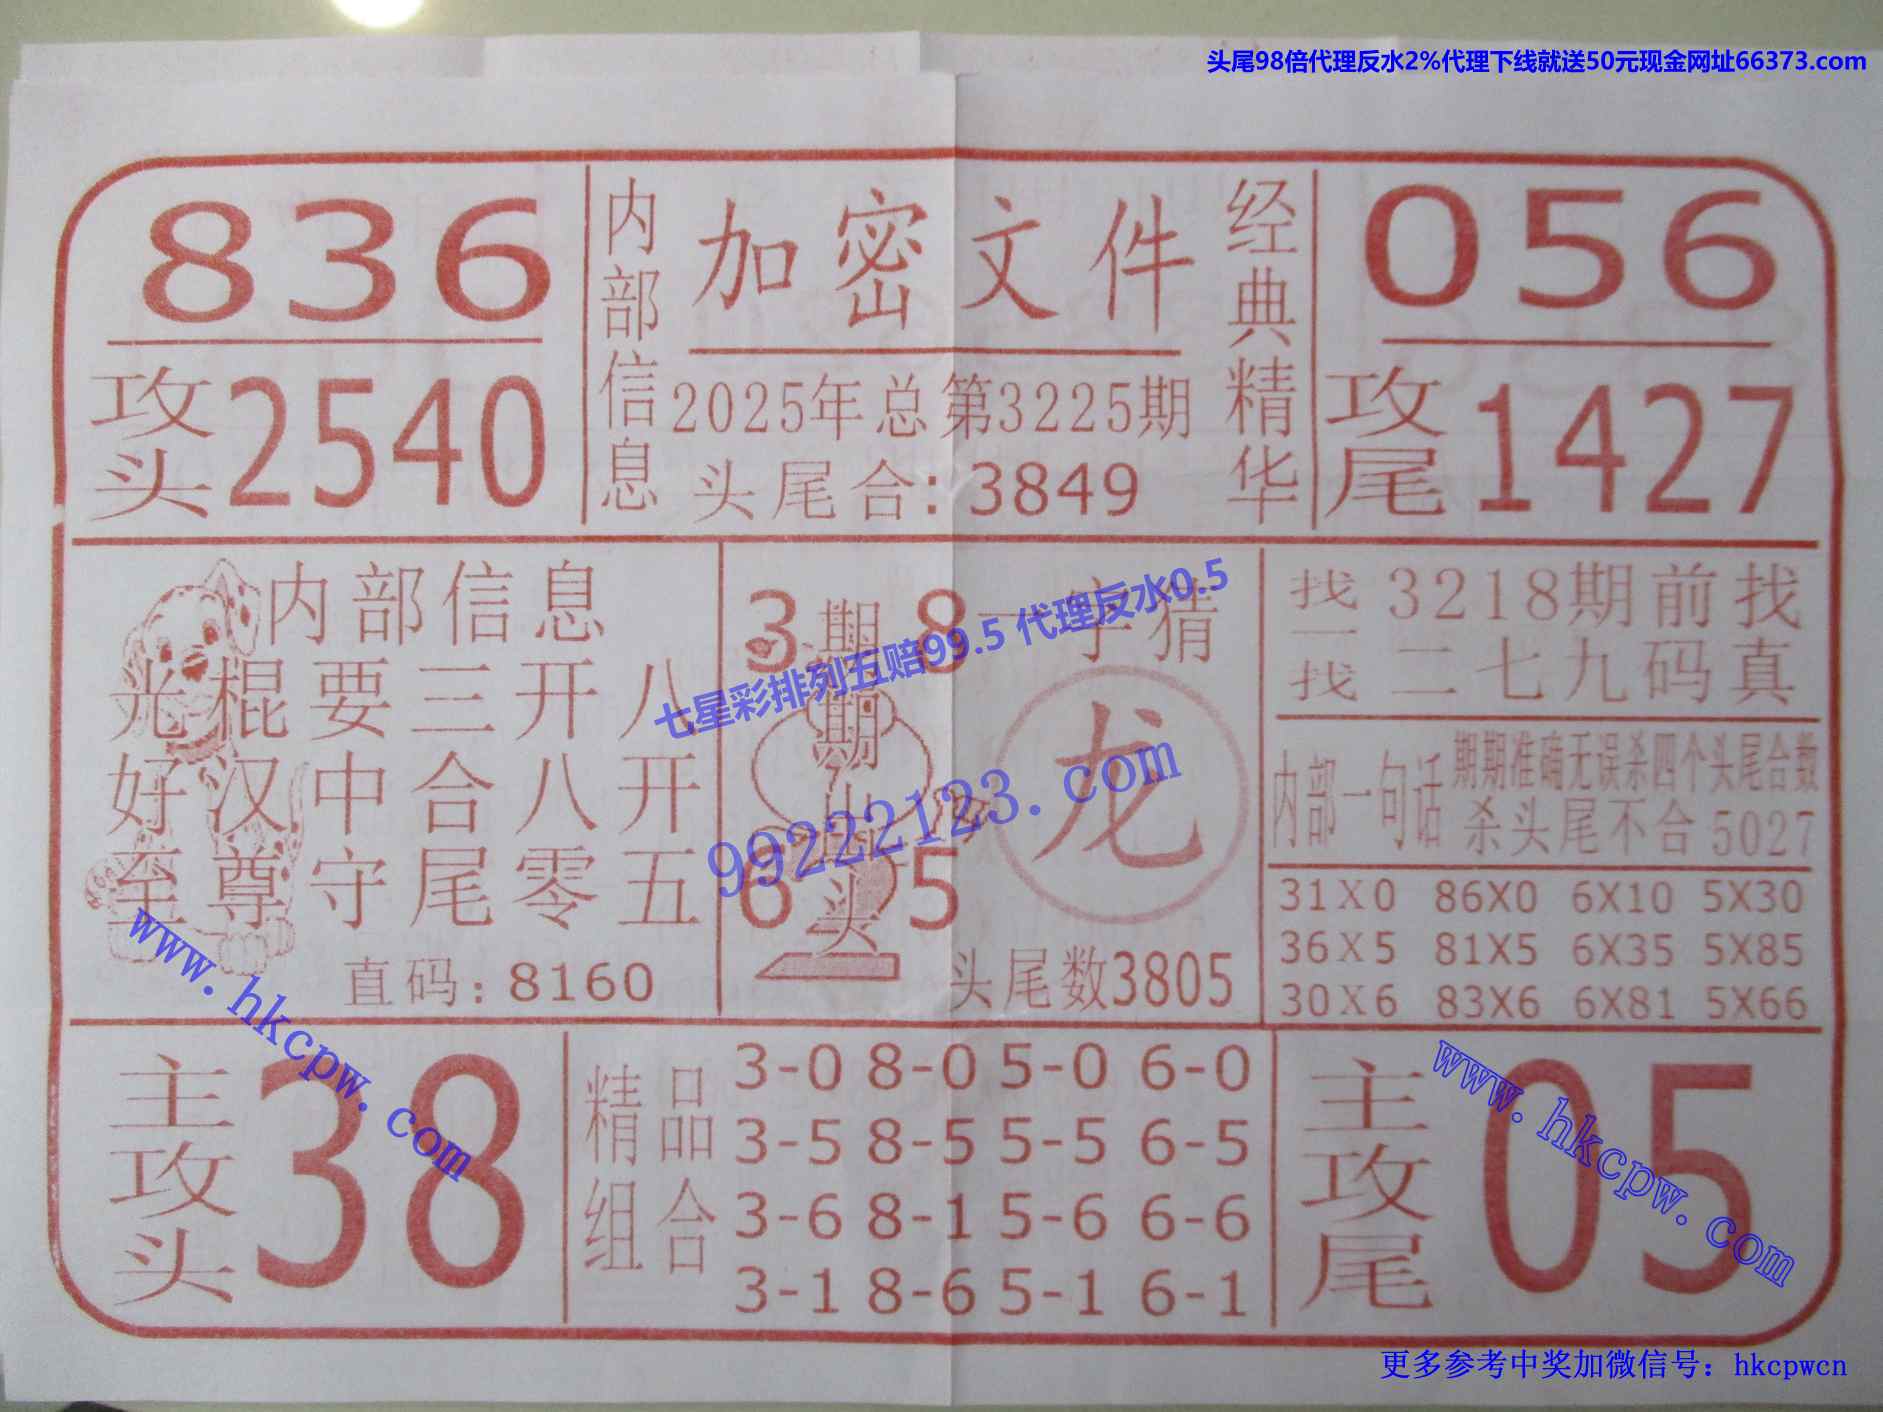 头尾98倍代理反水2%代理下线就送50元现金网址66373.com
836
攻头2540
内部信息
加密文件
2025年总第3225期
头尾合:3849
经典精华
056
攻尾1427
内部信息
光棍要三开八
好汉中合八开
至尊守尾零五
直码:8160
3 8
期期出头
6 5
一字猜
龙
头尾数3805
七星彩排列五赔99.5 代理反水0.5
99222123.com
找一找
3218期前找
二七九码真
内部一句话
期期准确无误杀四个头尾合数
杀头尾不合5027
31X0 86X0 6X10 5X30
36X5 81X5 6X35 5X85
30X6 83X6 6X81 5X66
www.hkcpw.com
主攻头
38
精品组合
3-0 8-0 5-0 6-0
3-5 8-5 5-5 6-5
3-6 8-1 5-6 6-6
3-1 8-6 5-1 6-1
主攻尾
05
www.hkcpw.com
更多参考中奖加微信号：hkcpwcn